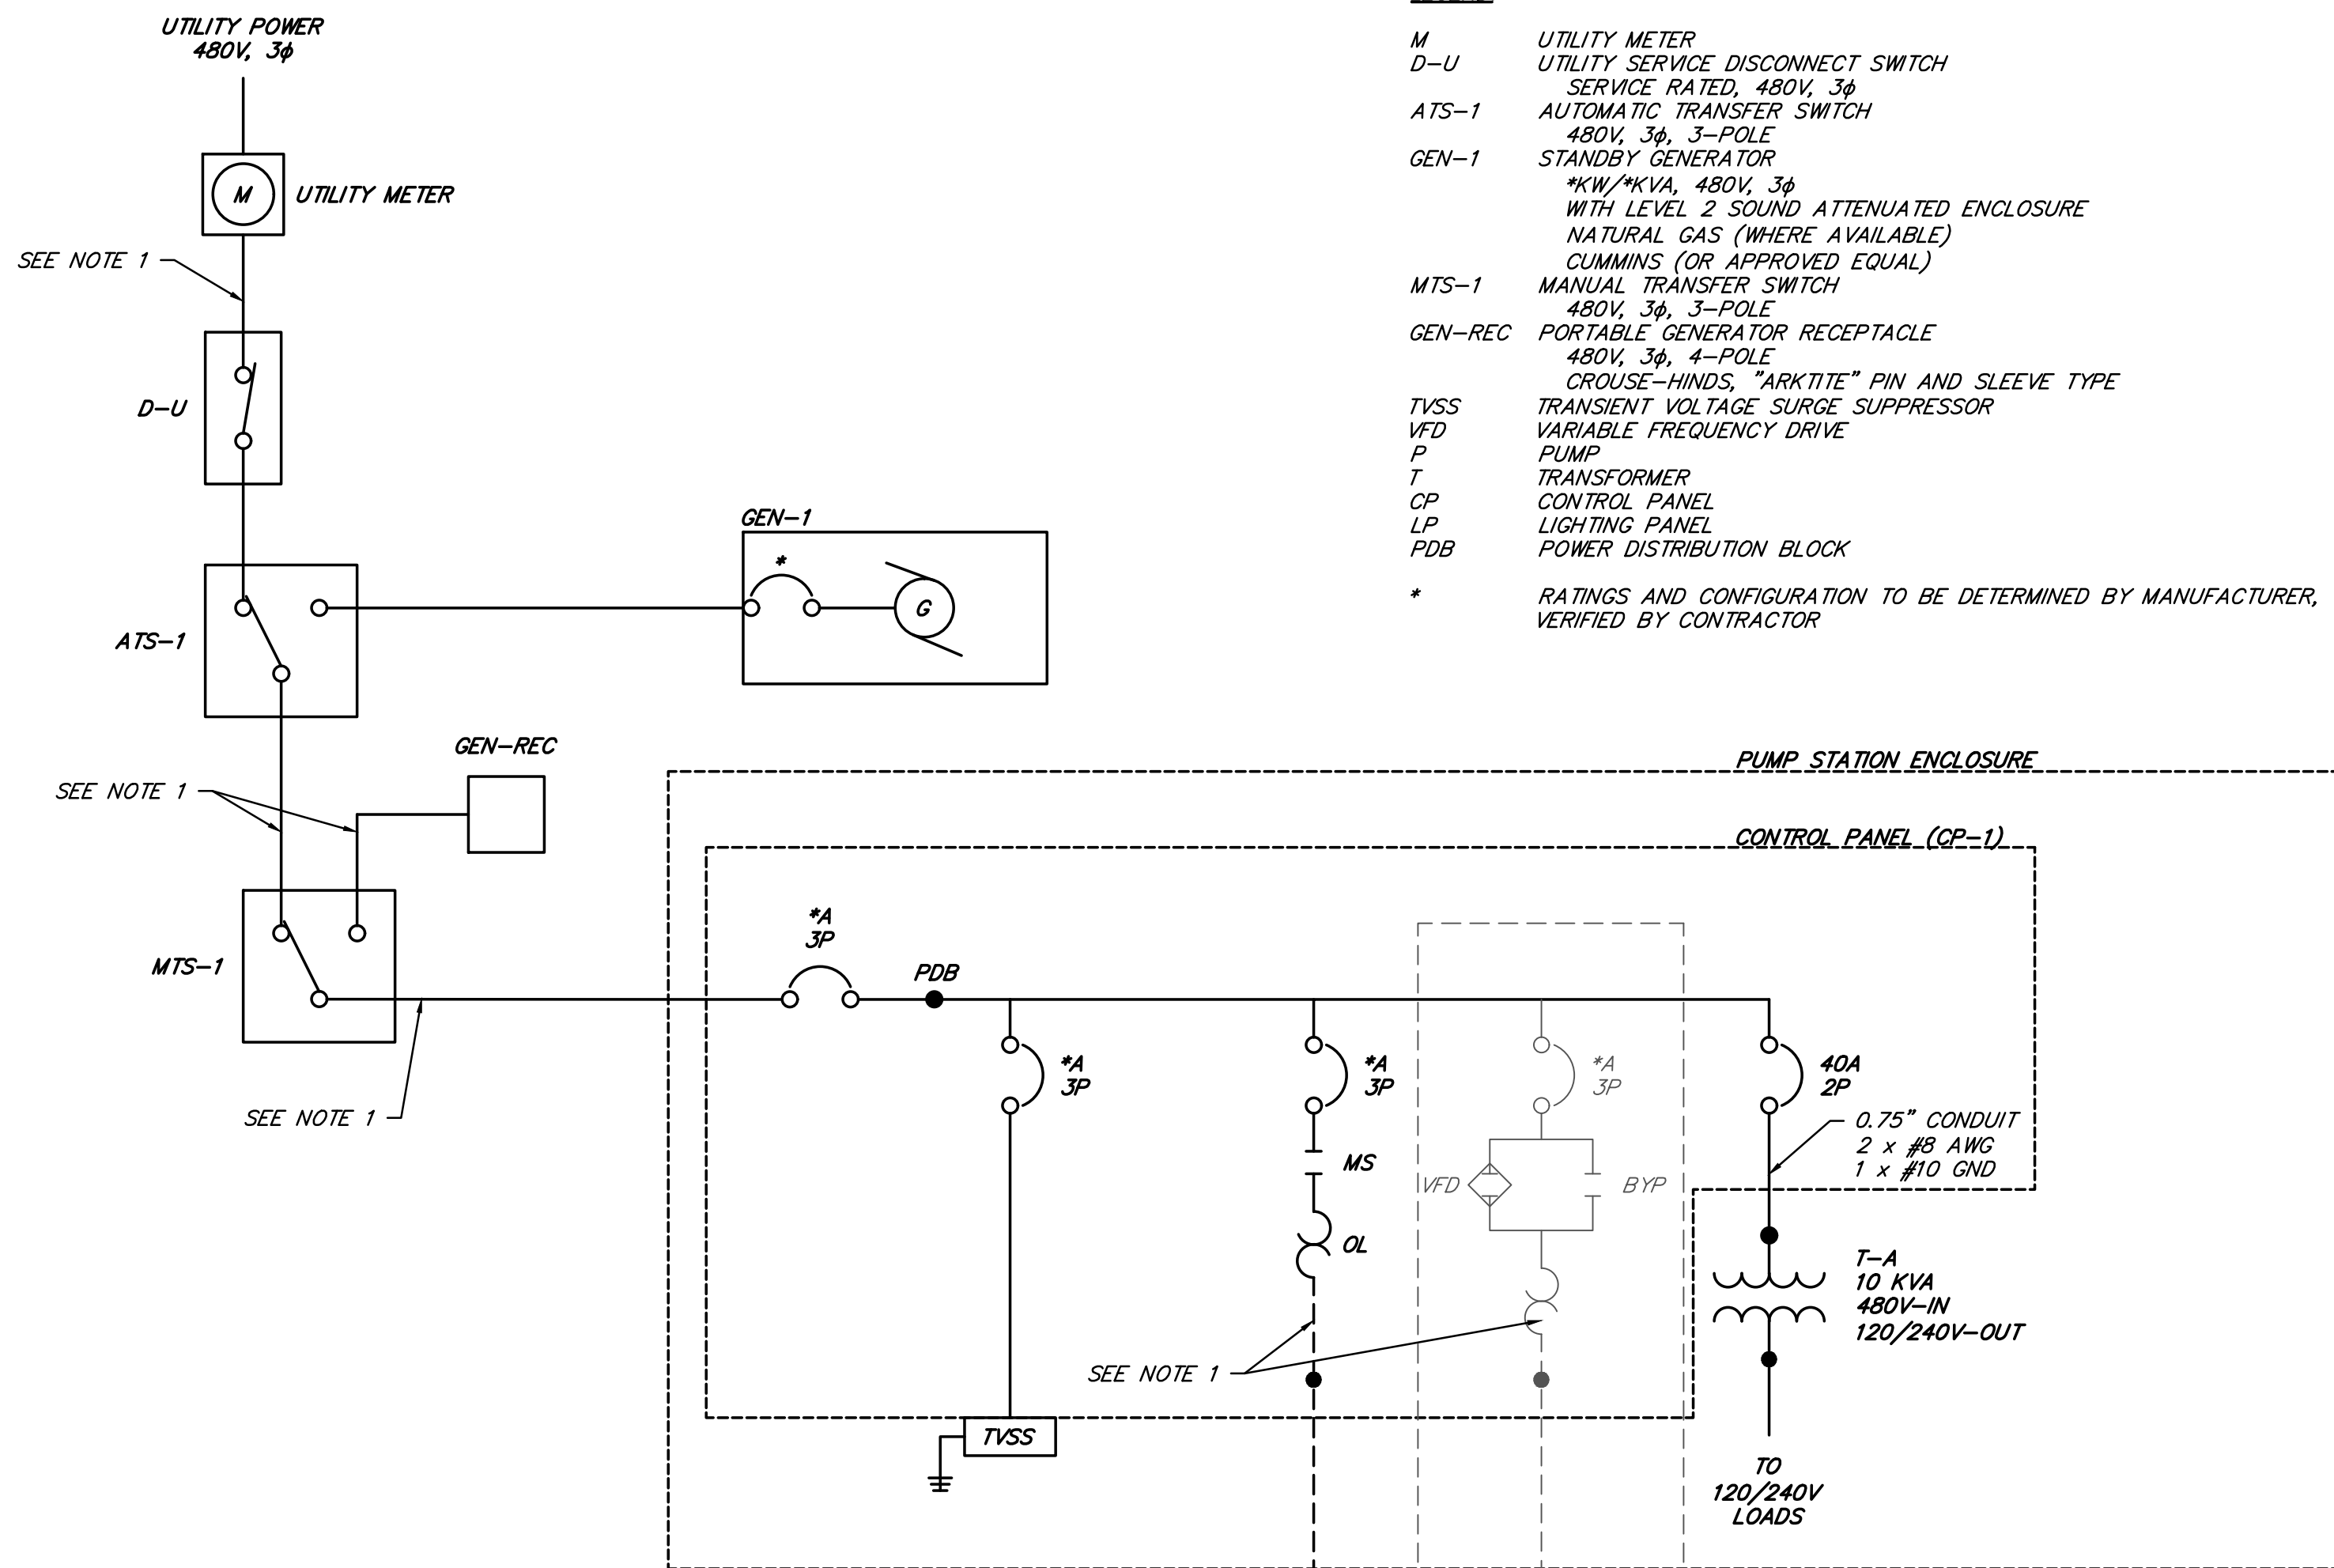 UTILITY POWER
480V, 3ϕ
M
UTILITY METER
SEE NOTE 1
D-U
ATS-1
GEN-1
*
G
SEE NOTE 1
GEN-REC
MTS-1
SEE NOTE 1
M UTILITY METER
D-U UTILITY SERVICE DISCONNECT SWITCH
SERVICE RATED, 480V, 3ϕ
ATS-1 AUTOMATIC TRANSFER SWITCH
480V, 3ϕ, 3-POLE
GEN-1 STANDBY GENERATOR
*KW/*KVA, 480V, 3ϕ
WITH LEVEL 2 SOUND ATTENUATED ENCLOSURE
NATURAL GAS (WHERE AVAILABLE)
CUMMINS (OR APPROVED EQUAL)
MTS-1 MANUAL TRANSFER SWITCH
480V, 3ϕ, 3-POLE
GEN-REC PORTABLE GENERATOR RECEPTACLE
480V, 3ϕ, 4-POLE
CROUSE-HINDS, "ARKTITE" PIN AND SLEEVE TYPE
TVSS TRANSIENT VOLTAGE SURGE SUPPRESSOR
VFD VARIABLE FREQUENCY DRIVE
P PUMP
T TRANSFORMER
CP CONTROL PANEL
LP LIGHTING PANEL
PDB POWER DISTRIBUTION BLOCK
* RATINGS AND CONFIGURATION TO BE DETERMINED BY MANUFACTURER,
VERIFIED BY CONTRACTOR
PUMP STATION ENCLOSURE
CONTROL PANEL (CP-1)
*A
3P
PDB
*A
3P
*A
3P
*A
3P
40A
2P
0.75" CONDUIT
2 x #8 AWG
1 x #10 GND
MS
VFD
BYP
OL
T-A
10 KVA
480V-IN
120/240V-OUT
SEE NOTE 1
TVSS
TO
120/240V
LOADS